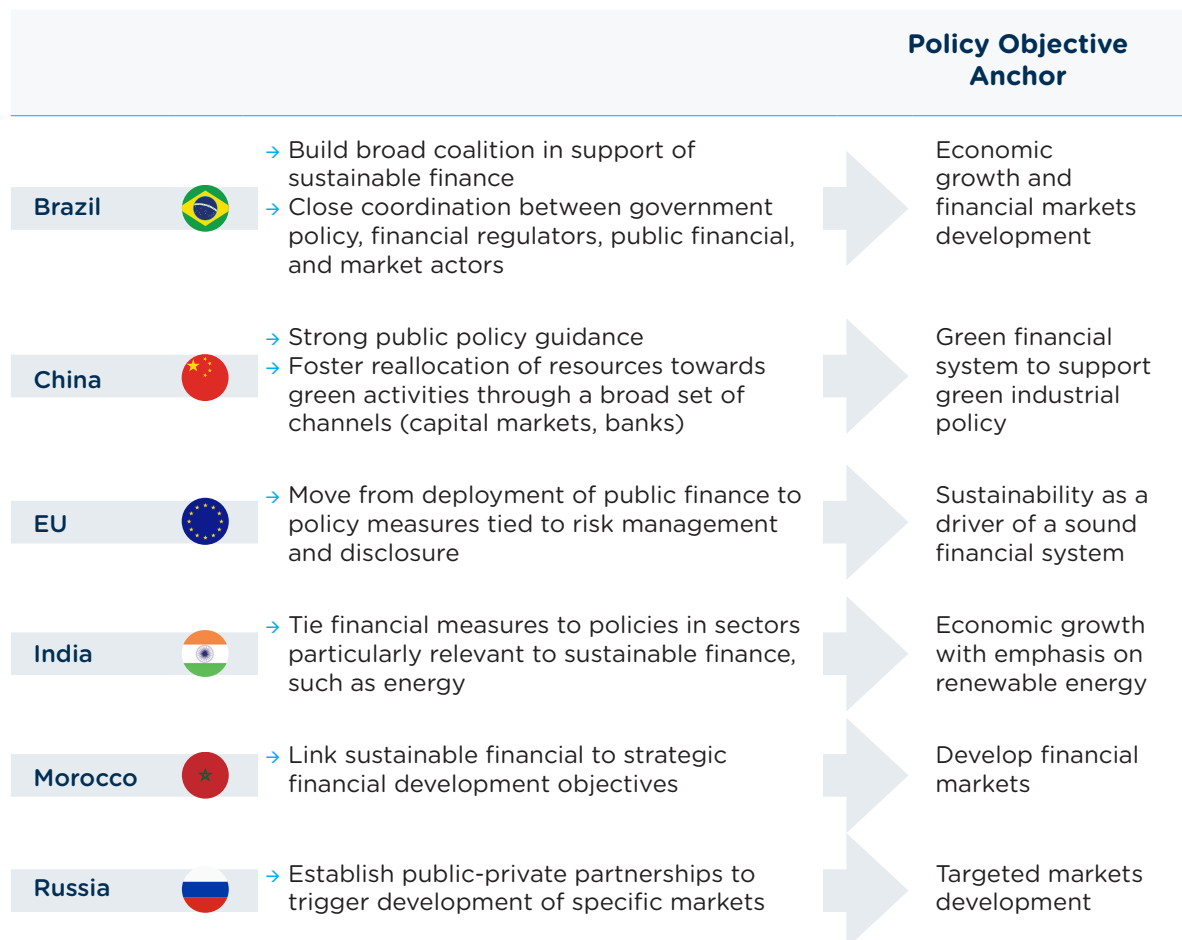 Policy Objective
Anchor
Brazil
→ Build broad coalition in support of
sustainable finance
→ Close coordination between government
policy, financial regulators, public financial,
and market actors
Economic
growth and
financial markets
development
China
→ Strong public policy guidance
→ Foster reallocation of resources towards
green activities through a broad set of
channels (capital markets, banks)
Green financial
system to support
green industrial
policy
EU
→ Move from deployment of public finance to
policy measures tied to risk management
and disclosure
Sustainability as a
driver of a sound
financial system
India
→ Tie financial measures to policies in sectors
particularly relevant to sustainable finance,
such as energy
Economic growth
with emphasis on
renewable energy
Morocco
→ Link sustainable financial to strategic
financial development objectives
Develop financial
markets
Russia
→ Establish public-private partnerships to
trigger development of specific markets
Targeted markets
development